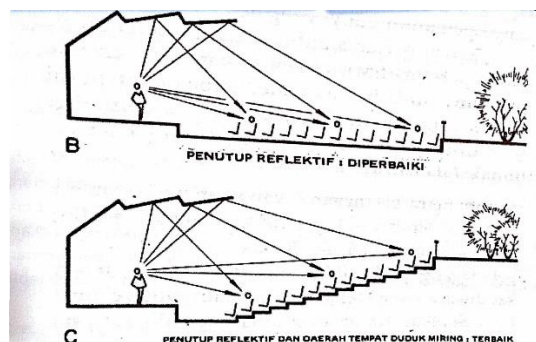 B
PENUTUP REFLEKTIF : DIPERBAIKI
C
PENUTUP REFLEKTIF DAN DAERAH TEMPAT DUDUK MIRING : TERBAIK